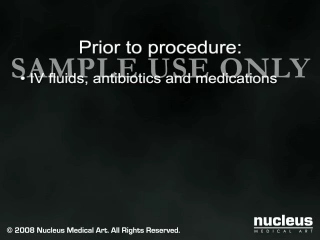 Prior to procedure:
SAMPLE USE ONLY
• IV fluids, antibiotics and medications
© 2008 Nucleus Medical Art. All Rights Reserved.
nucleus
MEDICAL ART